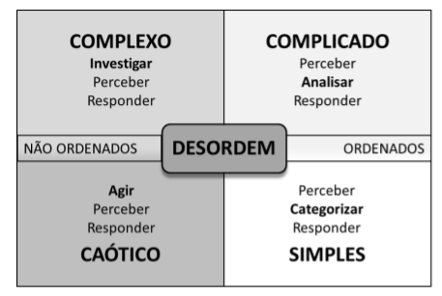 COMPLEXO
Investigar
Perceber
Responder
COMPLICADO
Perceber
Analisar
Responder
NÃO ORDENADOS
DESORDEM
ORDENADOS
Agir
Perceber
Responder
CAÓTICO
Perceber
Categorizar
Responder
SIMPLES